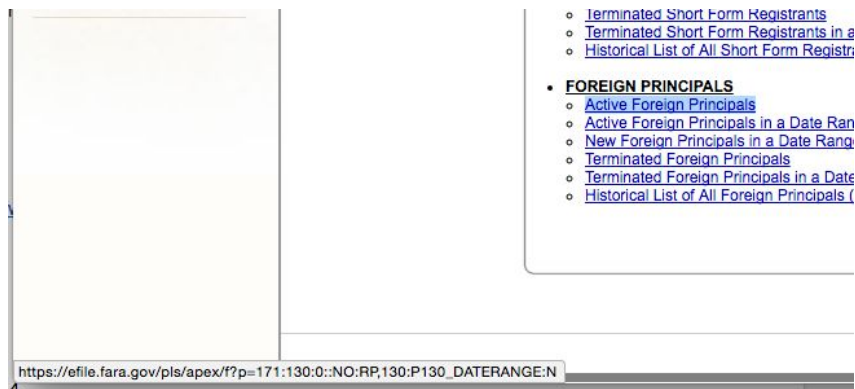 Terminated Short Form Registrants
Terminated Short Form Registrants in a
Historical List of All Short Form Registra
FOREIGN PRINCIPALS
Active Foreign Principals
Active Foreign Principals in a Date Ran
New Foreign Principals in a Date Range
Terminated Foreign Principals
Terminated Foreign Principals in a Date
Historical List of All Foreign Principals (
https://efile.fara.gov/pls/apex/f?p=171:130:0::NO:RP,130:P130_DATERANGE:N